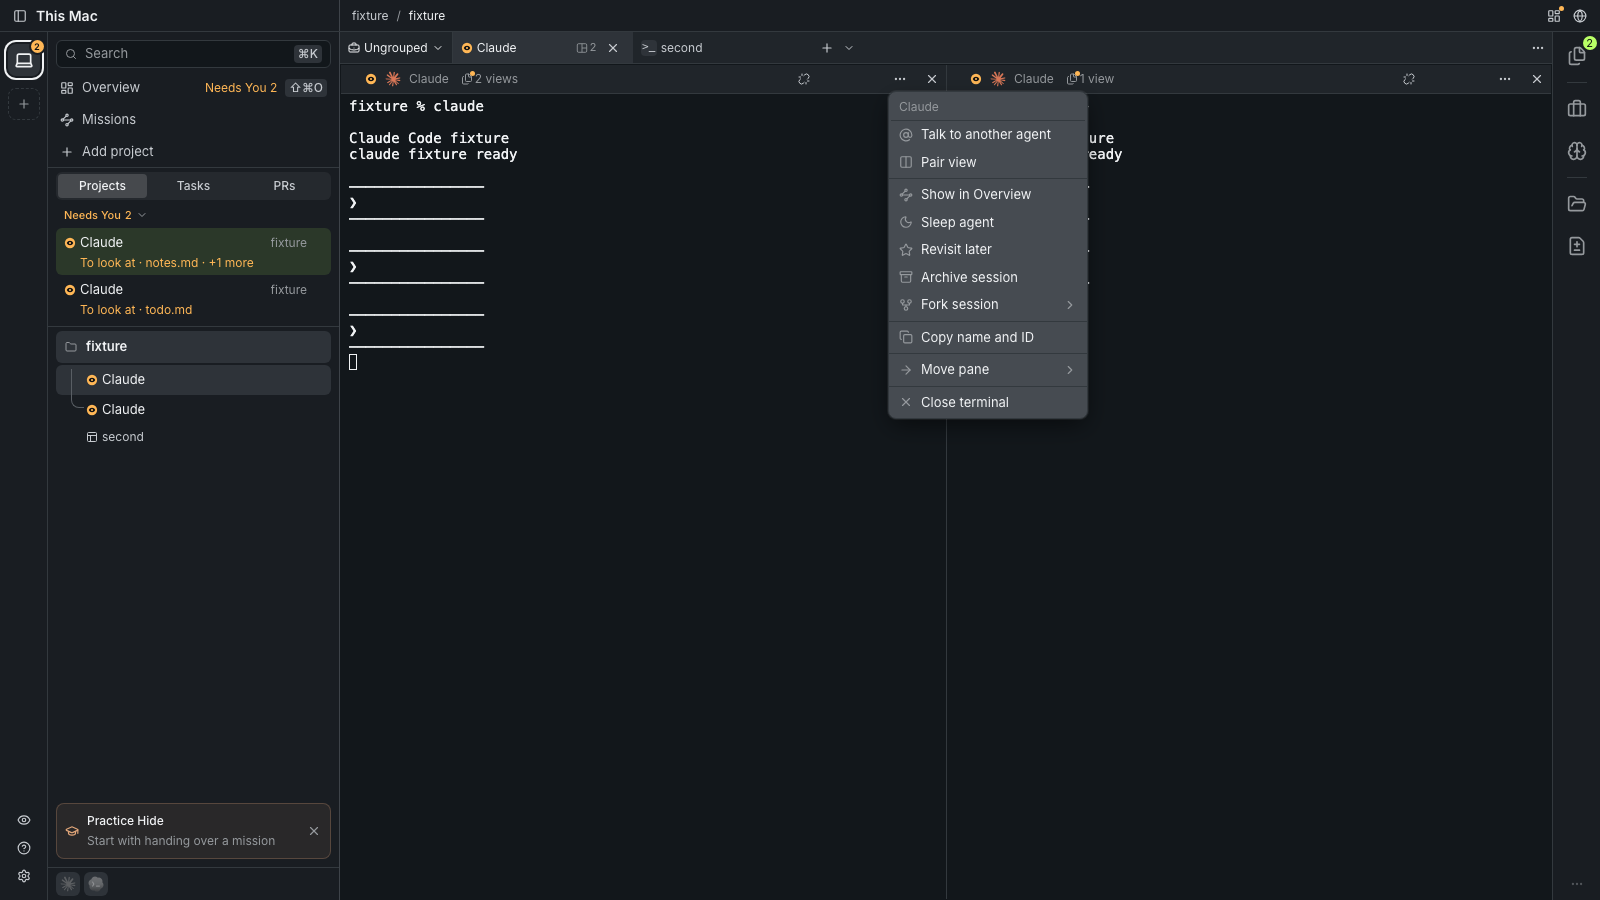 This Mac
fixture / fixture
2
Search ⌘K
Overview Needs You 2 ⇧⌘O
Missions
Add project
Projects Tasks PRs
Needs You 2
Claude fixture
To look at · notes.md · +1 more
Claude fixture
To look at · todo.md
fixture
Claude
Claude
second
Practice Hide
Start with handing over a mission
Ungrouped
Claude 2
>_ second
Claude 2 views
fixture % claude
Claude Code fixture
claude fixture ready
❯
❯
❯
Claude
Talk to another agent
Pair view
Show in Overview
Sleep agent
Revisit later
Archive session
Fork session
Copy name and ID
Move pane
Close terminal
Claude 1 view
ure
eady
2